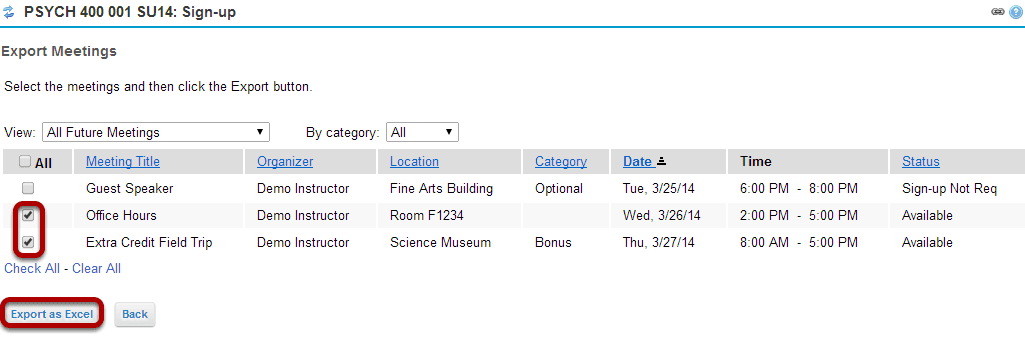 PSYCH 400 001 SU14: Sign-up
Export Meetings
Select the meetings and then click the Export button.
View: All Future Meetings By category: All
All Meeting Title Organizer Location Category Date Time Status
Guest Speaker Demo Instructor Fine Arts Building Optional Tue, 3/25/14 6:00 PM - 8:00 PM Sign-up Not Req
Office Hours Demo Instructor Room F1234 Wed, 3/26/14 2:00 PM - 5:00 PM Available
Extra Credit Field Trip Demo Instructor Science Museum Bonus Thu, 3/27/14 8:00 AM - 5:00 PM Available
Check All - Clear All
Export as Excel Back